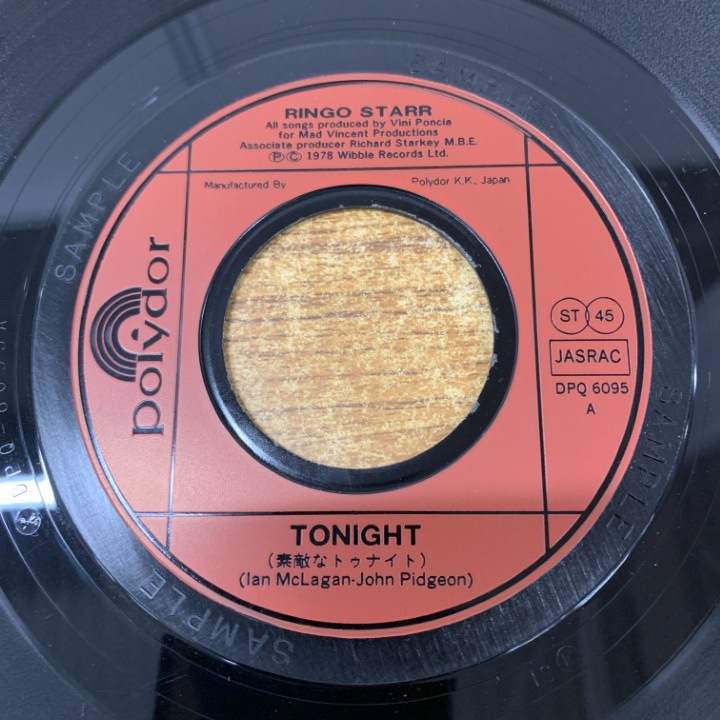 RINGO STARR
All songs produced by Vini Poncia
for Mad Vincent Productions
Associate producer Richard Starkey M.B.E.
Ⓟ Ⓒ 1978 Wibble Records Ltd.
Manufactured By Polydor K.K., Japan
polydor
ST 45
JASRAC
DPQ 6095
A
TONIGHT
(素敵なトゥナイト)
(Ian McLagan-John Pidgeon)
SAMPLE
SAMPLE
SAMPLE
SAMPLE